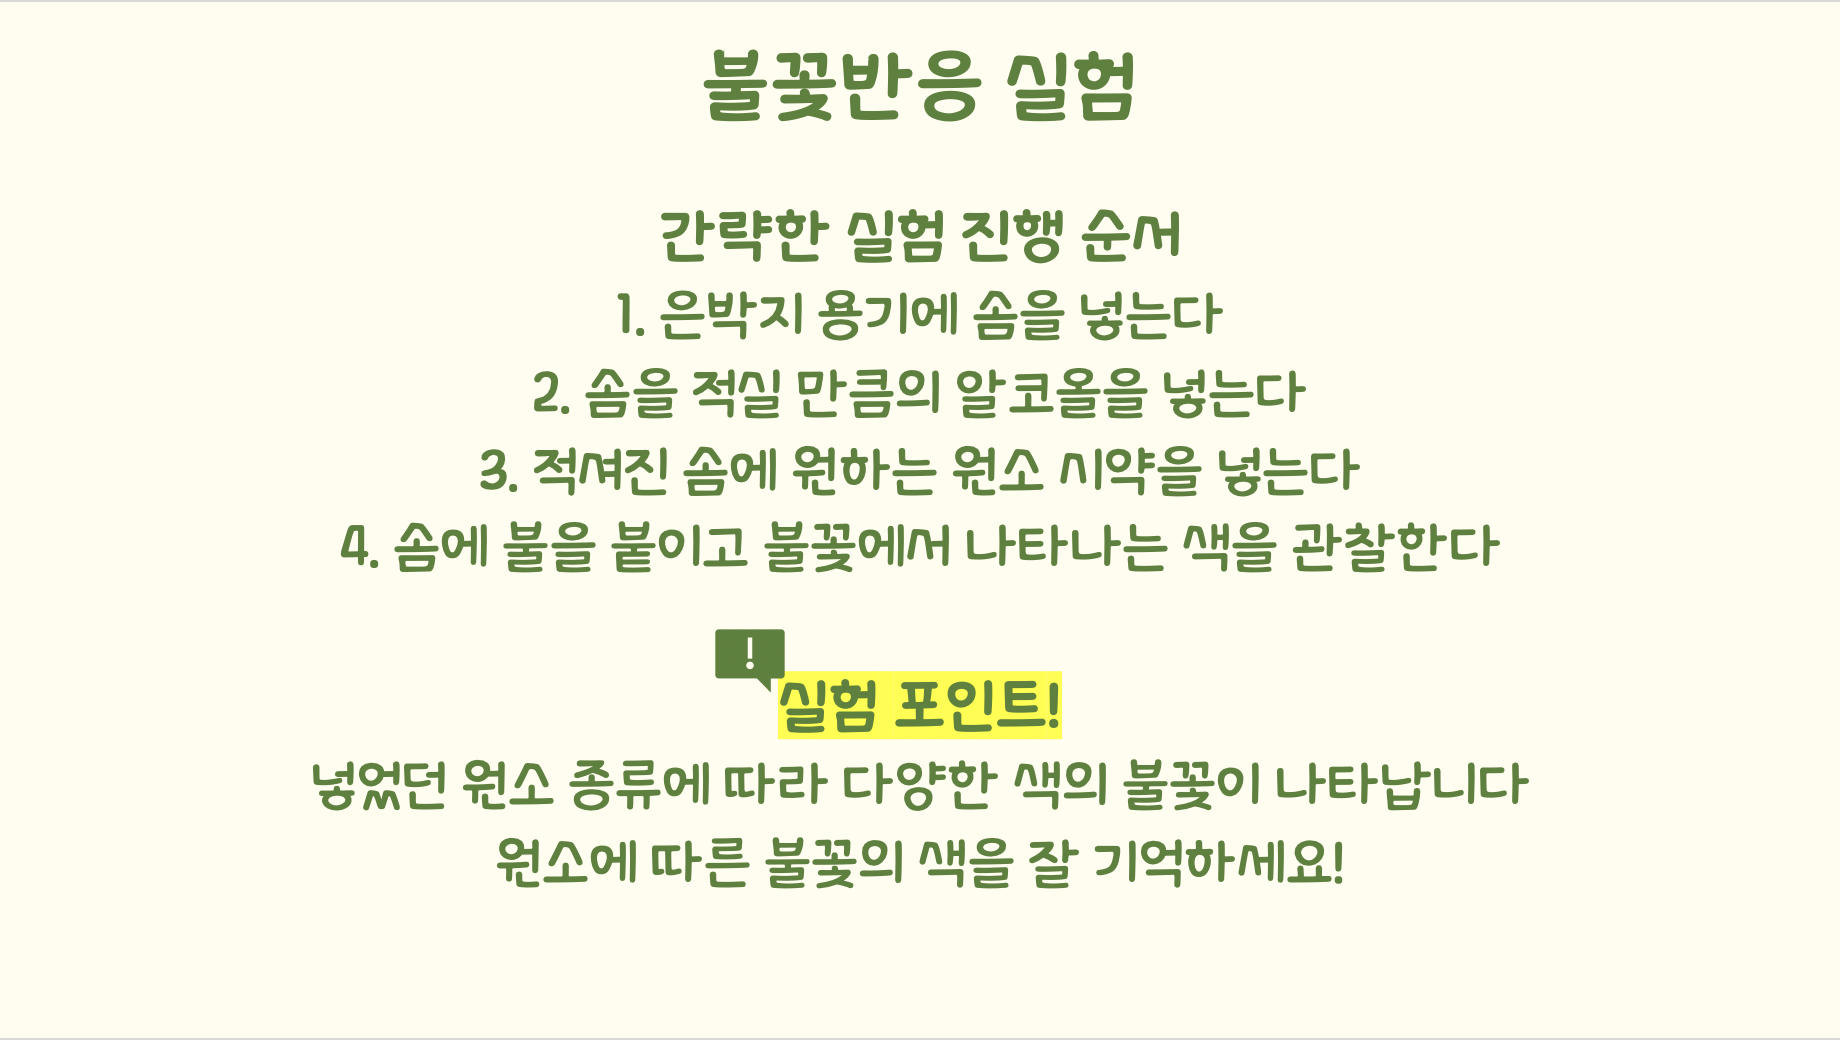 불꽃반응 실험
간략한 실험 진행 순서
1. 은박지 용기에 솜을 넣는다
2. 솜을 적실 만큼의 알코올을 넣는다
3. 적셔진 솜에 원하는 원소 시약을 넣는다
4. 솜에 불을 붙이고 불꽃에서 나타나는 색을 관찰한다
!
실험 포인트!
넣었던 원소 종류에 따라 다양한 색의 불꽃이 나타납니다
원소에 따른 불꽃의 색을 잘 기억하세요!